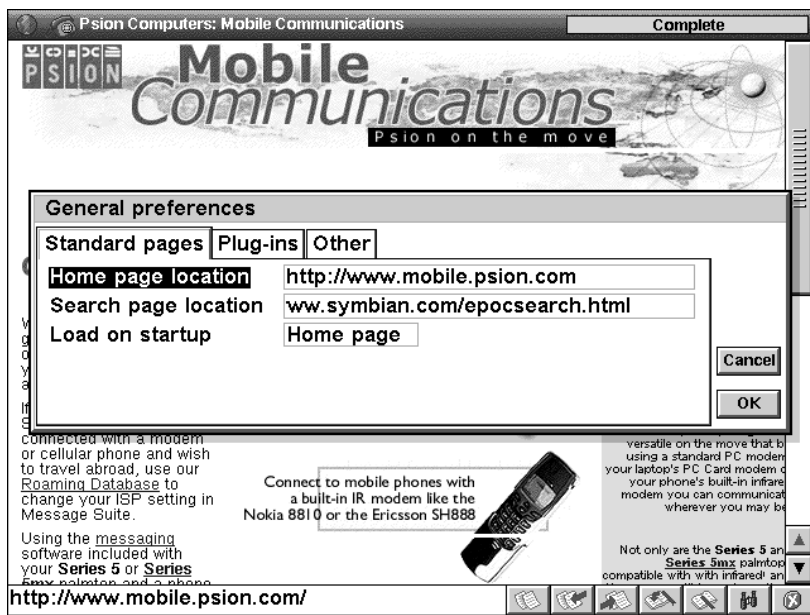 Psion Computers: Mobile Communications
Complete
PSION
Mobile
Communications
Psion on the move
General preferences
Standard pages
Plug-ins
Other
Home page location
http://www.mobile.psion.com
Search page location
ww.symbian.com/epocsearch.html
Load on startup
Home page
Cancel
OK
connected with a modem
or cellular phone and wish
to travel abroad, use our
Roaming Database to
change your ISP setting in
Message Suite.
Using the messaging
software included with
your Series 5 or Series
5mx palmtop and a phone
Connect to mobile phones with
a built-in IR modem like the
Nokia 8810 or the Ericsson SH888
versatile on the move that b
using a standard PC modem
your laptop's PC Card modem o
your phone's built-in infrare
modem you can communicat
wherever you may be
Not only are the Series 5 an
Series 5mx palmtop
compatible with with infrared' an
http://www.mobile.psion.com/